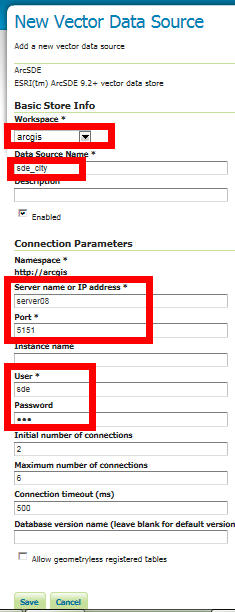 New Vector Data Source
Add a new vector data source
ArcSDE
ESRI(tm) ArcSDE 9.2+ vector data store
Basic Store Info
Workspace *
arcgis
Data Source Name *
sde_city
Description
Enabled
Connection Parameters
Namespace *
http://arcgis
Server name or IP address *
server08
Port *
5151
Instance name
User *
sde
Password
●●●
Initial number of connections
2
Maximum number of connections
6
Connection timeout (ms)
500
Database version name (leave blank for default version
Allow geometryless registered tables
Save Cancel